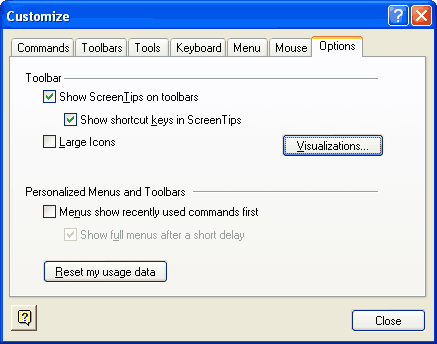 Customize
Commands Toolbars Tools Keyboard Menu Mouse Options
Toolbar
Show ScreenTips on toolbars
Show shortcut keys in ScreenTips
Large Icons
Visualizations...
Personalized Menus and Toolbars
Menus show recently used commands first
Show full menus after a short delay
Reset my usage data
Close